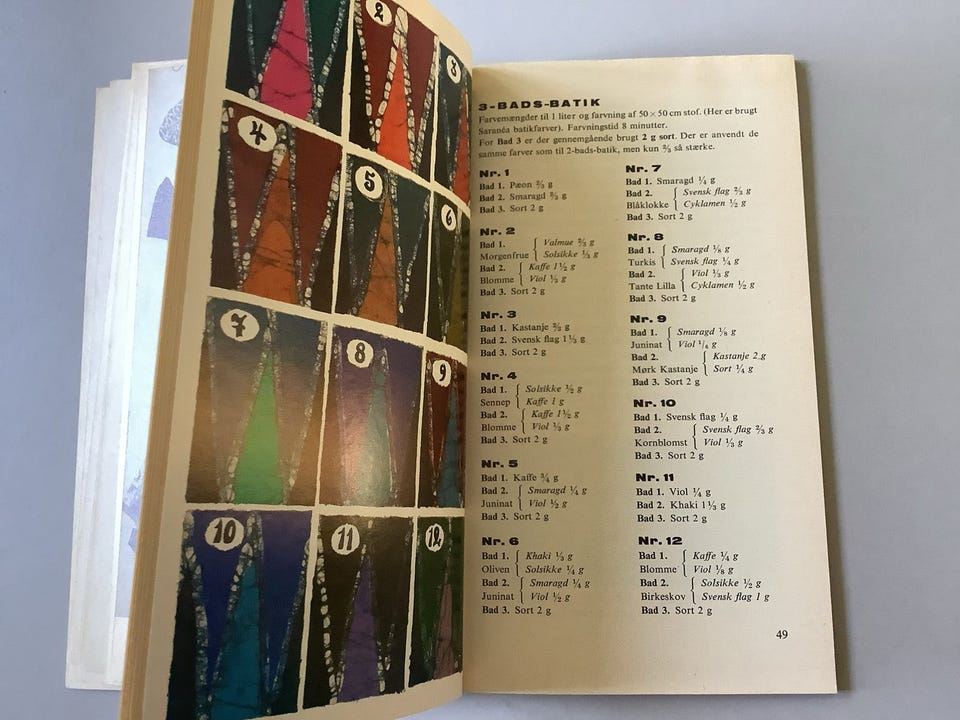 2
3
4
5
6
7
8
9
10
11
12
3-BADS-BATIK
Farvemængder til 1 liter og farvning af 50 × 50 cm stof. (Her er brugt
Saranéa batikfarver). Farvningstid 8 minutter.
For Bad 3 er der gennemgående brugt 2 g sort. Der er anvendt de
samme farver som til 2-bads-batik, men kun ⅔ så stærke.
Nr. 1
Bad 1. Pæon ⅔ g
Bad 2. Smaragd ⅔ g
Bad 3. Sort 2 g
Nr. 2
Bad 1. { Valmue ⅔ g
Morgenfrue { Solsikke ⅓ g
Bad 2. { Kaffe 1½ g
Blomme { Viol ⅓ g
Bad 3. Sort 2 g
Nr. 3
Bad 1. Kastanje ⅔ g
Bad 2. Svensk flag 1⅓ g
Bad 3. Sort 2 g
Nr. 4
Bad 1. { Solsikke ½ g
Sennep { Kaffe 1 g
Bad 2. { Kaffe 1½ g
Blomme { Viol ⅓ g
Bad 3. Sort 2 g
Nr. 5
Bad 1. Kaffe ¾ g
Bad 2. { Smaragd ¼ g
Juninat { Viol ½ g
Bad 3. Sort 2 g
Nr. 6
Bad 1. { Khaki ⅓ g
Oliven { Solsikke ¼ g
Bad 2. { Smaragd ¼ g
Juninat { Viol ½ g
Bad 3. Sort 2 g
Nr. 7
Bad 1. Smaragd ¼ g
Bad 2. { Svensk flag ⅔ g
Blåklokke { Cyklamen ½ g
Bad 3. Sort 2 g
Nr. 8
Bad 1. { Smaragd ⅛ g
Turkis { Svensk flag ¼ g
Bad 2. { Viol ⅓ g
Tante Lilla { Cyklamen ½ g
Bad 3. Sort 2 g
Nr. 9
Bad 1. { Smaragd ⅛ g
Juninat { Viol ¼ g
Bad 2. { Kastanje 2 g
Mørk Kastanje { Sort ¼ g
Bad 3. Sort 2 g
Nr. 10
Bad 1. Svensk flag ¼ g
Bad 2. { Svensk flag ⅔ g
Kornblomst { Viol ⅓ g
Bad 3. Sort 2 g
Nr. 11
Bad 1. Viol ¼ g
Bad 2. Khaki 1⅓ g
Bad 3. Sort 2 g
Nr. 12
Bad 1. { Kaffe ¼ g
Blomme { Viol ⅛ g
Bad 2. { Solsikke ½ g
Birkeskov { Svensk flag 1 g
Bad 3. Sort 2 g
49